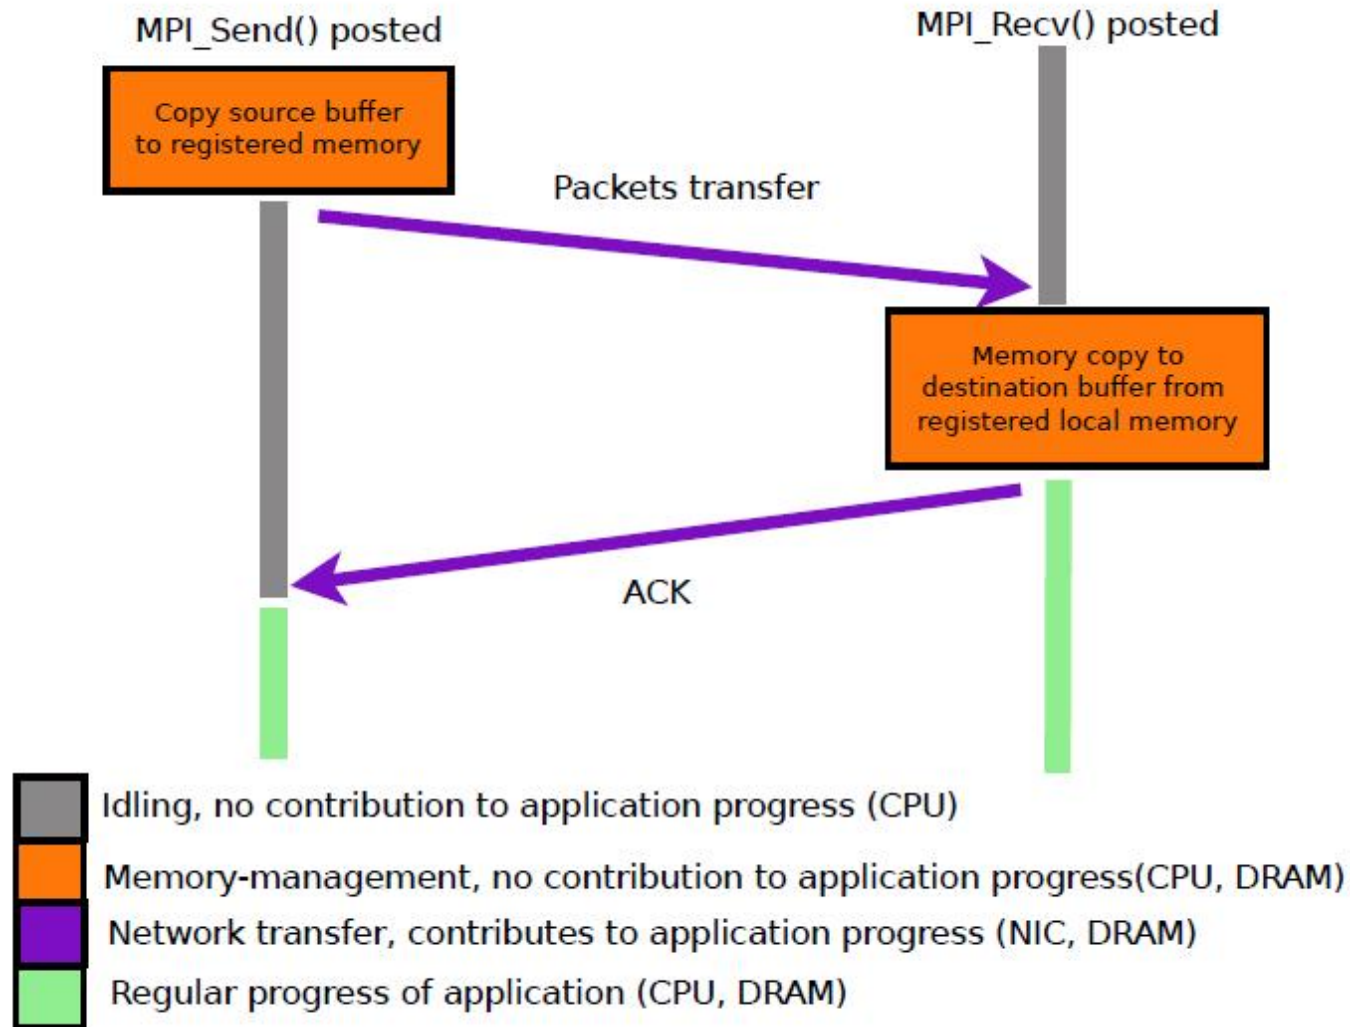 MPI_Send() posted
MPI_Recv() posted
Copy source buffer
to registered memory
Packets transfer
Memory copy to
destination buffer from
registered local memory
ACK
Idling, no contribution to application progress (CPU)
Memory-management, no contribution to application progress(CPU, DRAM)
Network transfer, contributes to application progress (NIC, DRAM)
Regular progress of application (CPU, DRAM)